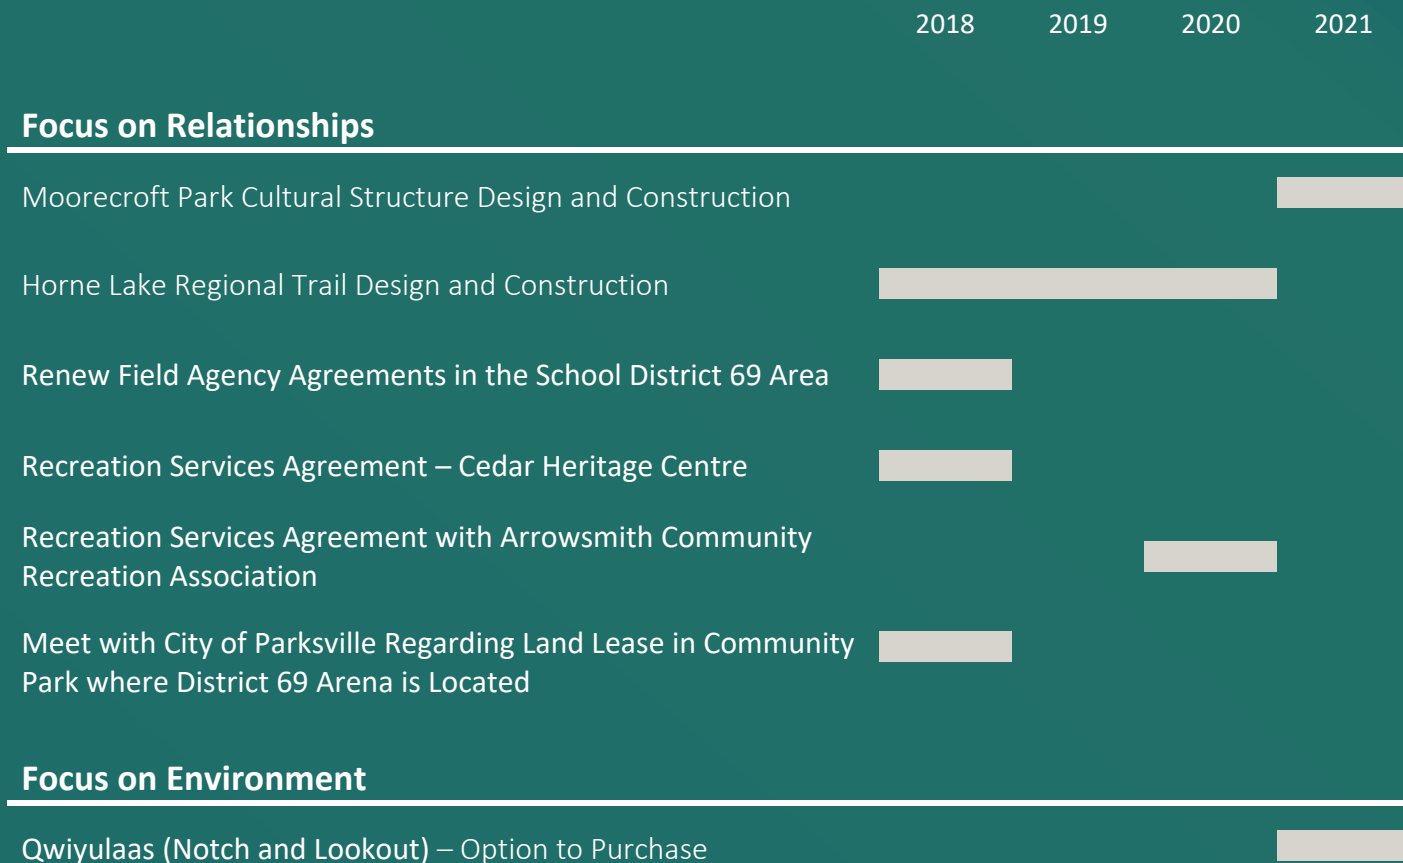 2018 2019 2020 2021
Focus on Relationships
Moorecroft Park Cultural Structure Design and Construction
Horne Lake Regional Trail Design and Construction
Renew Field Agency Agreements in the School District 69 Area
Recreation Services Agreement – Cedar Heritage Centre
Recreation Services Agreement with Arrowsmith Community
Recreation Association
Meet with City of Parksville Regarding Land Lease in Community
Park where District 69 Arena is Located
Focus on Environment
Qwiyulaas (Notch and Lookout) – Option to Purchase